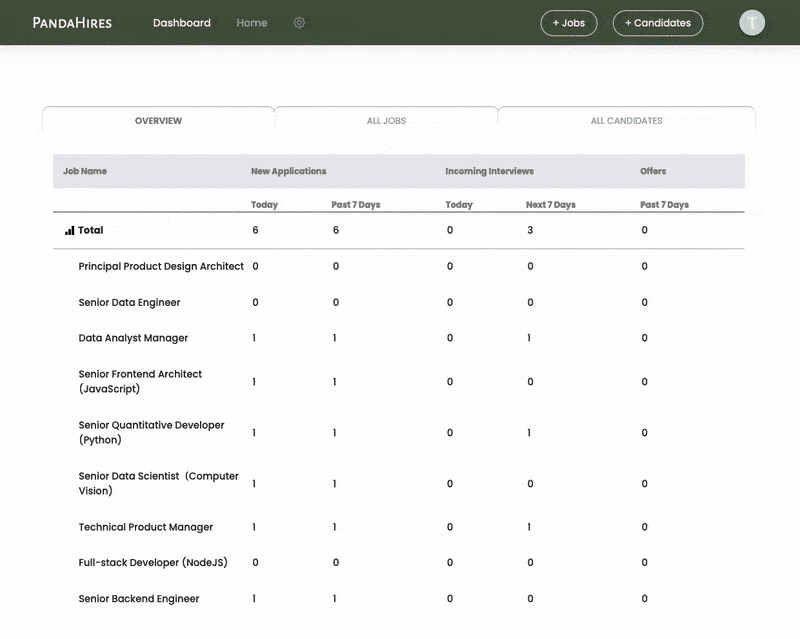 PANDAHIRES Dashboard Home + Jobs + Candidates T
OVERVIEW ALL JOBS ALL CANDIDATES
Job Name New Applications Incoming Interviews Offers
Today Past 7 Days Today Next 7 Days Past 7 Days
Total 6 6 0 3 0
Principal Product Design Architect 0 0 0 0 0
Senior Data Engineer 0 0 0 0 0
Data Analyst Manager 1 1 0 1 0
Senior Frontend Architect
(JavaScript) 1 1 0 0 0
Senior Quantitative Developer
(Python) 1 1 0 1 0
Senior Data Scientist (Computer
Vision) 1 1 0 0 0
Technical Product Manager 1 1 0 1 0
Full-stack Developer (NodeJS) 0 0 0 0 0
Senior Backend Engineer 1 1 0 0 0